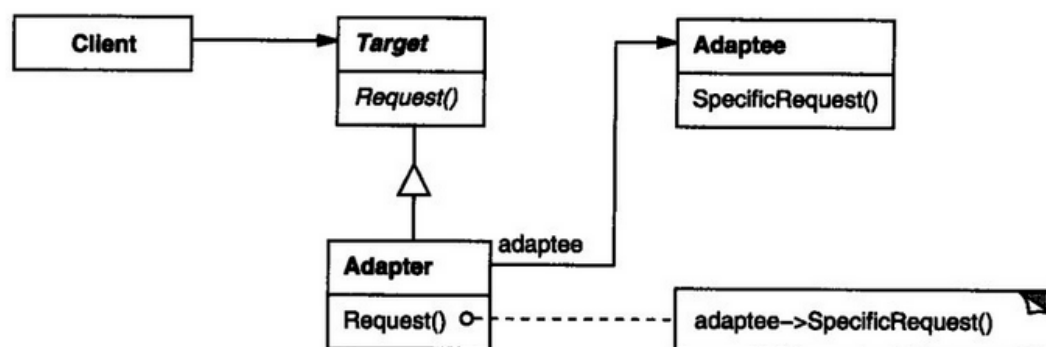 Client
Target
Request()
Adaptee
SpecificRequest()
adaptee
Adapter
Request()
adaptee->SpecificRequest()